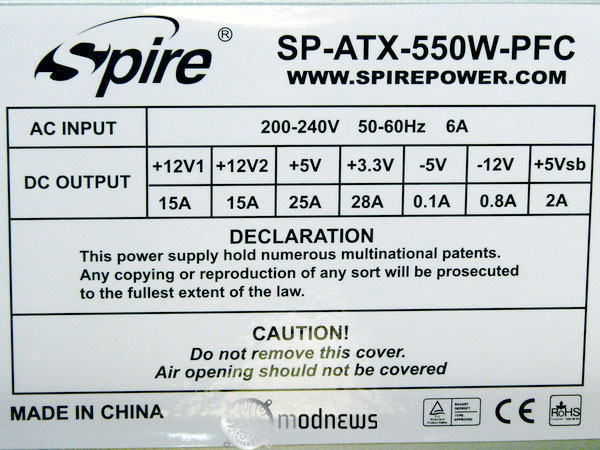 Spire®
SP-ATX-550W-PFC
WWW.SPIREPOWER.COM
AC INPUT 200-240V 50-60Hz 6A
DC OUTPUT +12V1 +12V2 +5V +3.3V -5V -12V +5Vsb
15A 15A 25A 28A 0.1A 0.8A 2A
DECLARATION
This power supply hold numerous multinational patents.
Any copying or reproduction of any sort will be prosecuted
to the fullest extent of the law.
CAUTION!
Do not remove this cover.
Air opening should not be covered
MADE IN CHINA
modnews
CE
RoHS